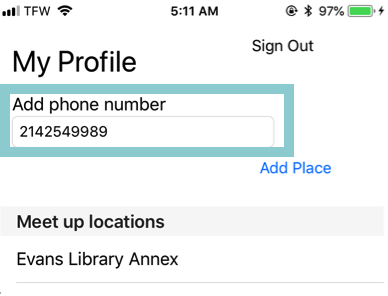 TFW 5:11 AM 97%
Sign Out
My Profile
Add phone number
2142549989
Add Place
Meet up locations
Evans Library Annex